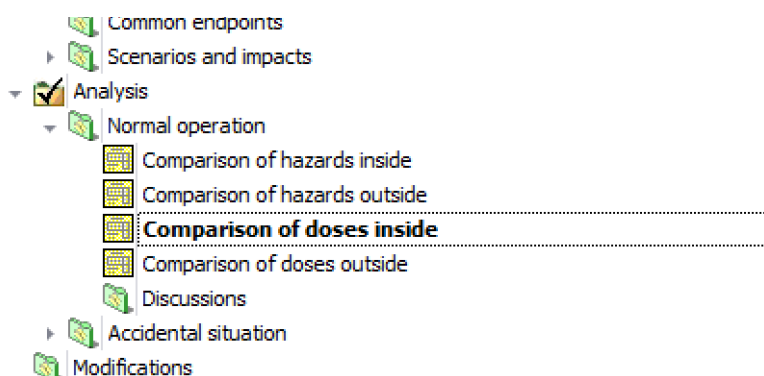 Common endpoints
Scenarios and impacts
Analysis
Normal operation
Comparison of hazards inside
Comparison of hazards outside
Comparison of doses inside
Comparison of doses outside
Discussions
Accidental situation
Modifications